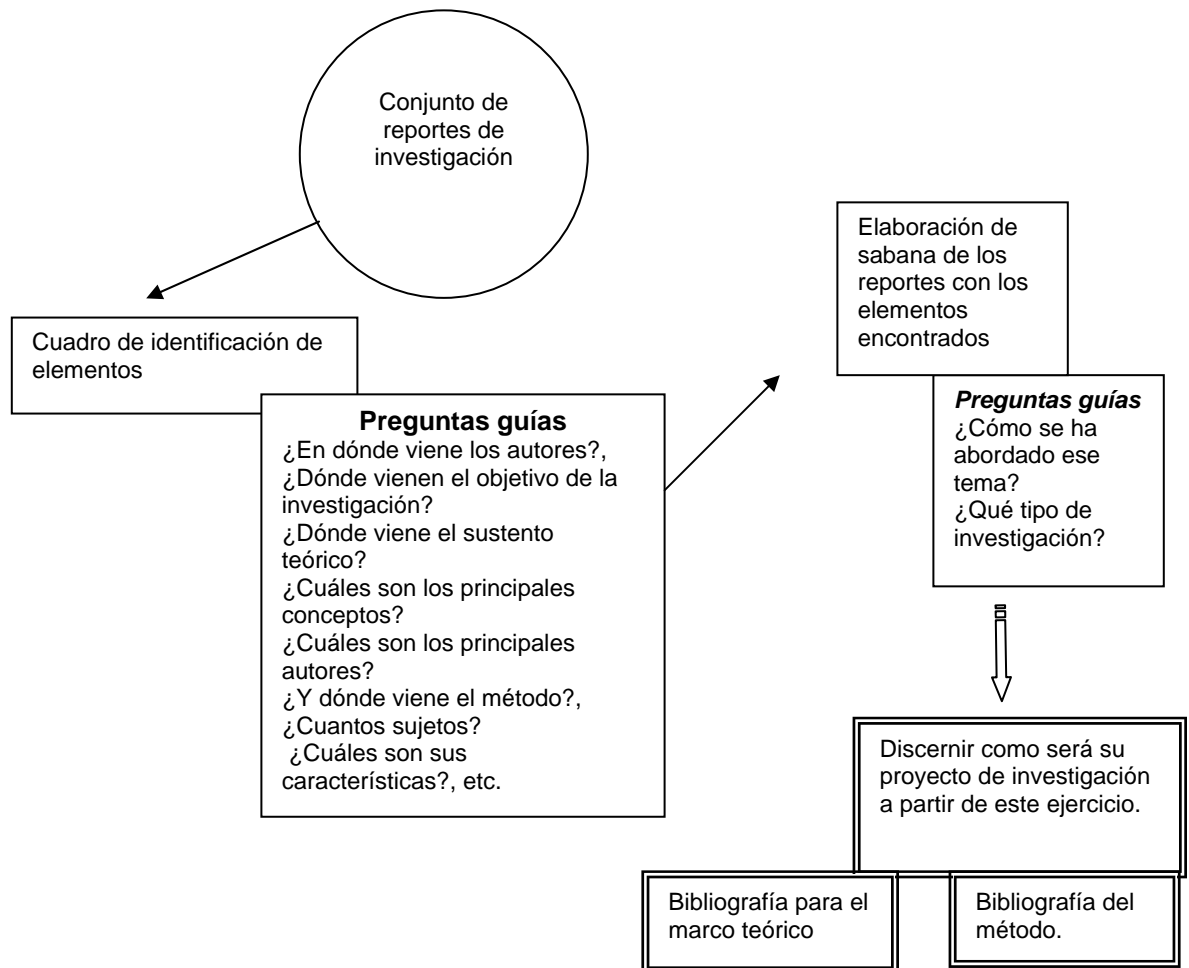 Conjunto de
reportes de
investigación
Cuadro de identificación de
elementos
Preguntas guías
¿En dónde viene los autores?,
¿Dónde vienen el objetivo de la
investigación?
¿Dónde viene el sustento
teórico?
¿Cuáles son los principales
conceptos?
¿Cuáles son los principales
autores?
¿Y dónde viene el método?,
¿Cuantos sujetos?
¿Cuáles son sus
características?, etc.
Elaboración de
sabana de los
reportes con los
elementos
encontrados
Preguntas guías
¿Cómo se ha
abordado ese
tema?
¿Qué tipo de
investigación?
Discernir como será su
proyecto de investigación
a partir de este ejercicio.
Bibliografía para el
marco teórico
Bibliografía del
método.